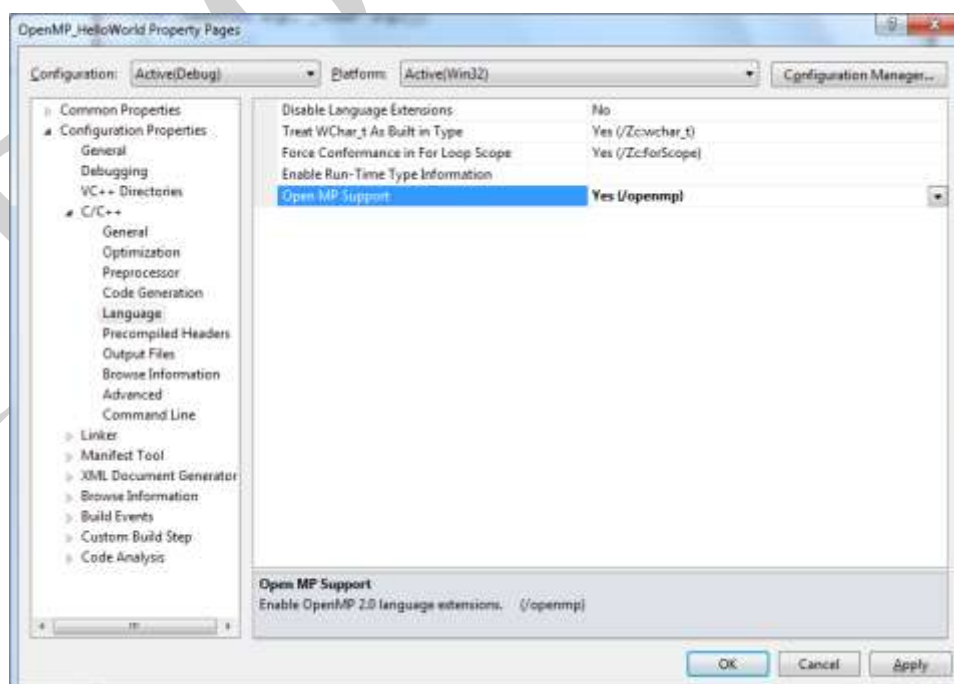 OpenMP_HelloWorld Property Pages
Configuration: Active(Debug) Platform: Active(Win32) Configuration Manager...
Common Properties
Configuration Properties
General
Debugging
VC++ Directories
C/C++
General
Optimization
Preprocessor
Code Generation
Language
Precompiled Headers
Output Files
Browse Information
Advanced
Command Line
Linker
Manifest Tool
XML Document Generator
Browse Information
Build Events
Custom Build Step
Code Analysis
Disable Language Extensions No
Treat WChar_t As Built in Type Yes (/Zc:wchar_t)
Force Conformance in For Loop Scope Yes (/Zc:forScope)
Enable Run-Time Type Information
Open MP Support Yes (/openmp)
Open MP Support
Enable OpenMP 2.0 language extensions. (/openmp)
OK Cancel Apply